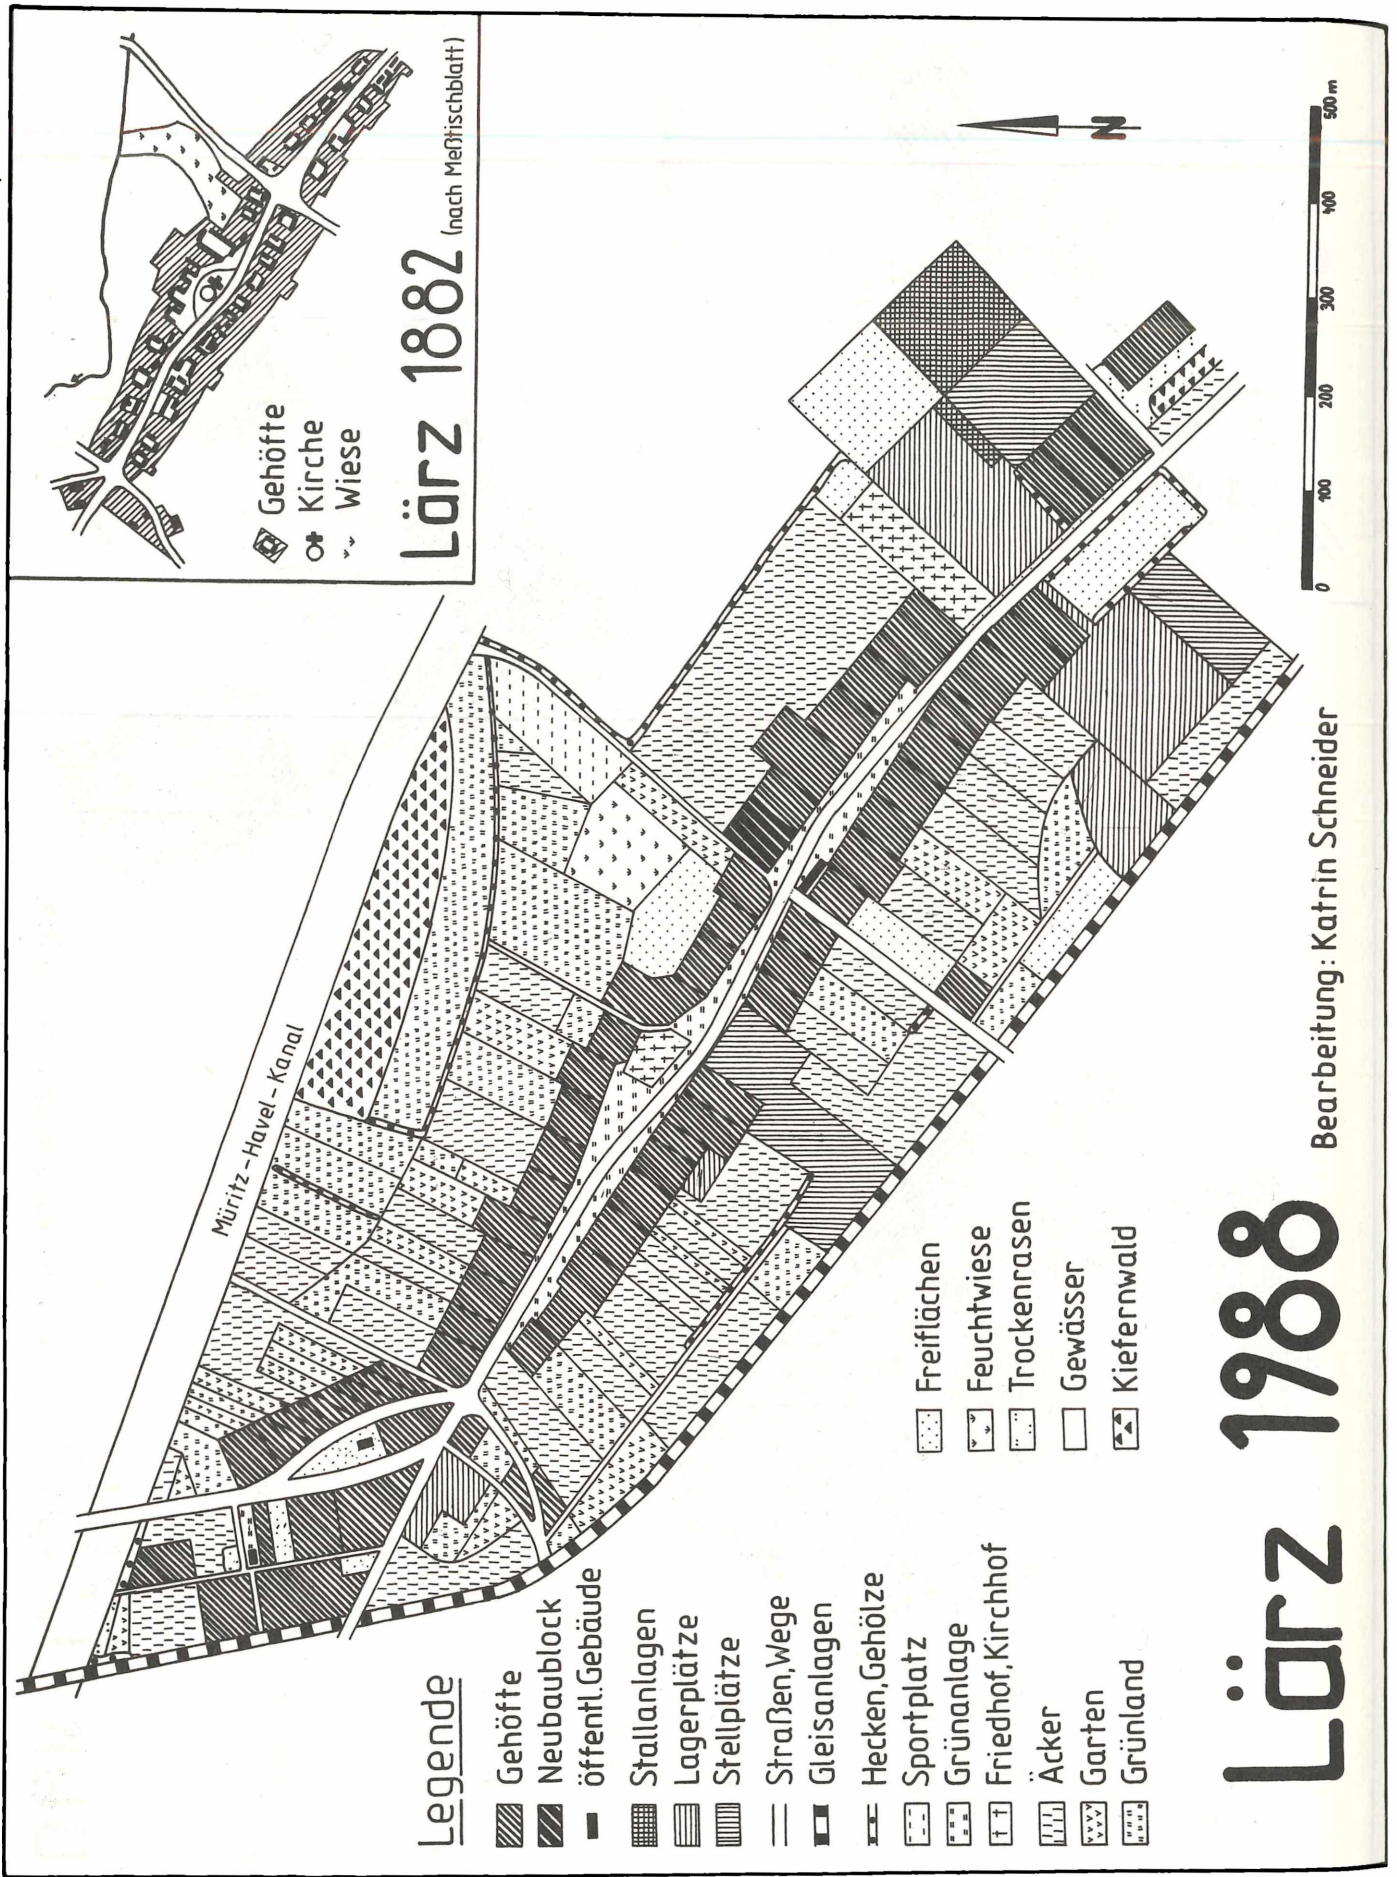 Lärz 1882 (nach Meßtischblatt)
Gehöfte
Kirche
Wiese
Müritz-Havel-Kanal
Legende
Gehöfte
Neubaublock
öffentl. Gebäude
Stallanlagen
Lagerplätze
Stellplätze
Straßen, Wege
Gleisanlagen
Hecken, Gehölze
Sportplatz
Grünanlage
Friedhof, Kirchhof
Äcker
Garten
Grünland
Freiflächen
Feuchtwiese
Trockenrasen
Gewässer
Kiefernwald
N
0 100 200 300 400 500 m
Lärz 1988
Bearbeitung: Katrin Schneider